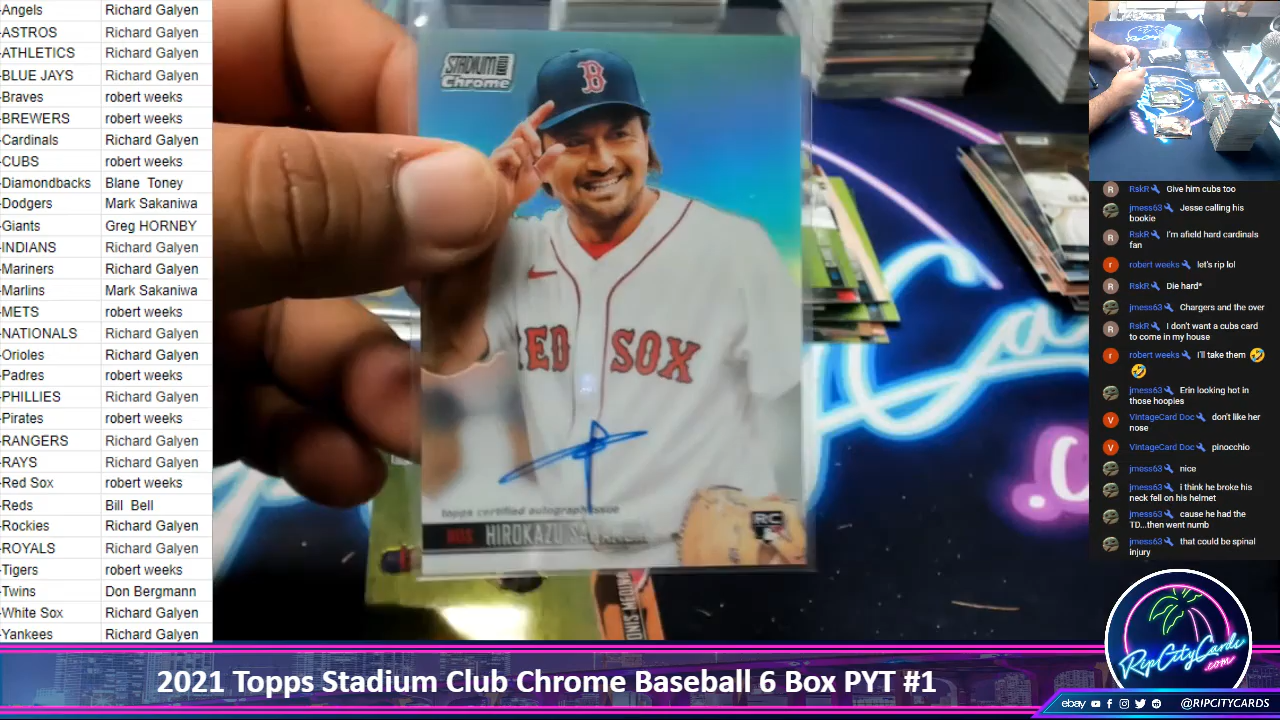 -Angels Richard Galyen
-ASTROS Richard Galyen
-ATHLETICS Richard Galyen
-BLUE JAYS Richard Galyen
-Braves robert weeks
-BREWERS robert weeks
-Cardinals Richard Galyen
-CUBS robert weeks
-Diamondbacks Blane Toney
-Dodgers Mark Sakaniwa
-Giants Greg HORNBY
-INDIANS Richard Galyen
-Mariners Richard Galyen
-Marlins Mark Sakaniwa
-METS robert weeks
-NATIONALS Richard Galyen
-Orioles Richard Galyen
-Padres robert weeks
-PHILLIES Richard Galyen
-Pirates robert weeks
-RANGERS Richard Galyen
-RAYS Richard Galyen
-Red Sox robert weeks
-Reds Bill Bell
-Rockies Richard Galyen
-ROYALS Richard Galyen
-Tigers robert weeks
-Twins Don Bergmann
-White Sox Richard Galyen
-Yankees Richard Galyen
STADIUM CLUB
Chrome
B
RED SOX
topps certified autograph issue
HIROKAZU
RC
R RskR Give him cubs too
jmess63 Jesse calling his
bookie
R RskR I'm afield hard cardinals
fan
r robert weeks let's rip lol
R RskR Die hard*
jmess63 Chargers and the over
R RskR I don't want a cubs card
to come in my house
r robert weeks I'll take them 🤣
🤣
jmess63 Erin looking hot in
those hoopies
V VintageCard Doc don't like her
nose
V VintageCard Doc pinocchio
jmess63 nice
jmess63 i think he broke his
neck fell on his helmet
jmess63 cause he had the
TD...then went numb
jmess63 that could be spinal
injury
RipCityCards
.com
2021 Topps Stadium Club Chrome Baseball 6 Box PYT #1
ebay @RIPCITYCARDS